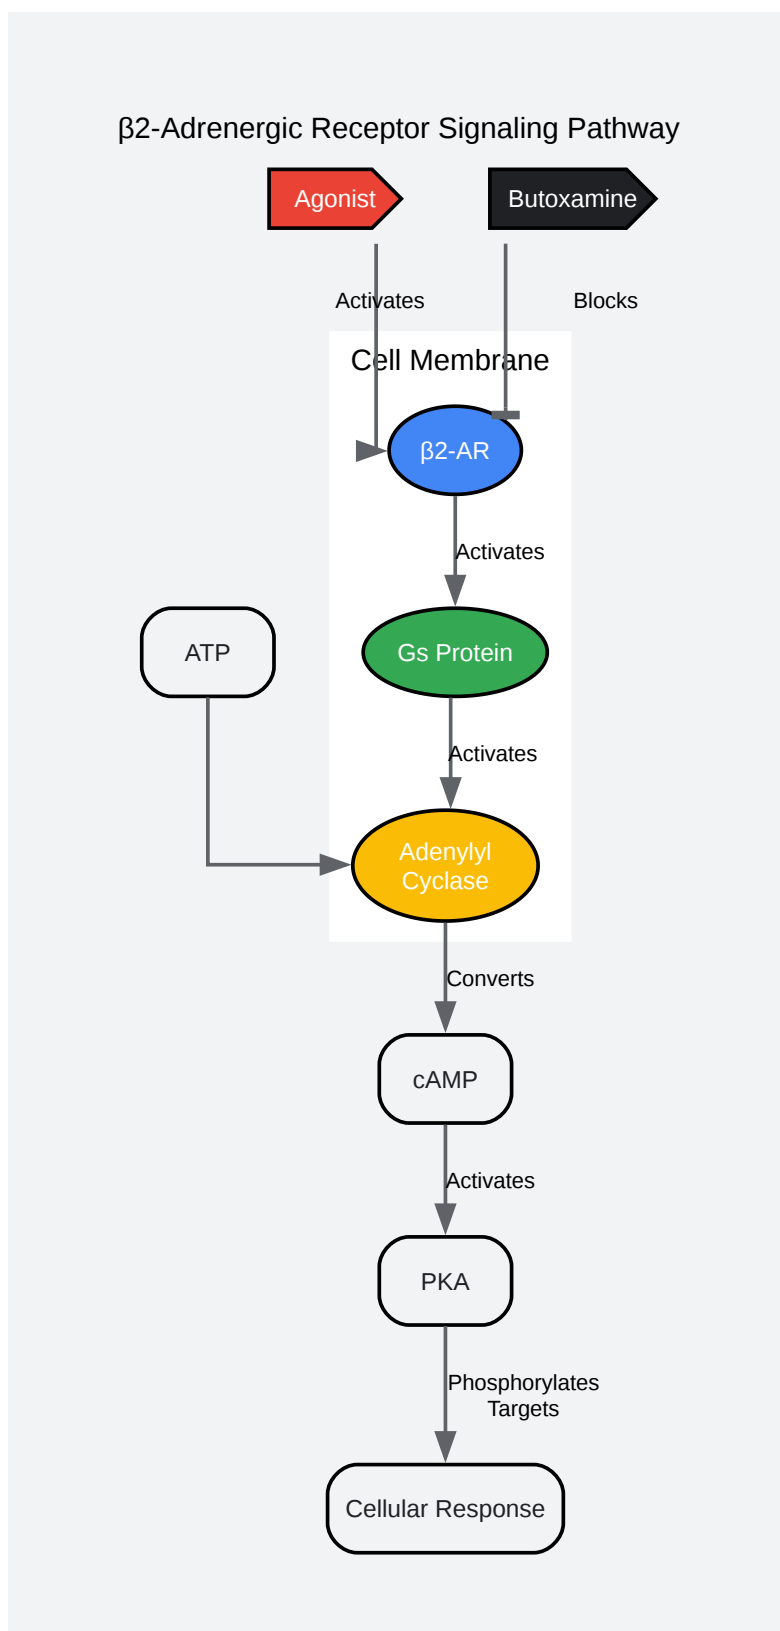 β2-Adrenergic Receptor Signaling Pathway
Agonist
Butoxamine
Activates
Blocks
Cell Membrane
β2-AR
Activates
ATP
Gs Protein
Activates
Adenylyl
Cyclase
Converts
cAMP
Activates
PKA
Phosphorylates
Targets
Cellular Response